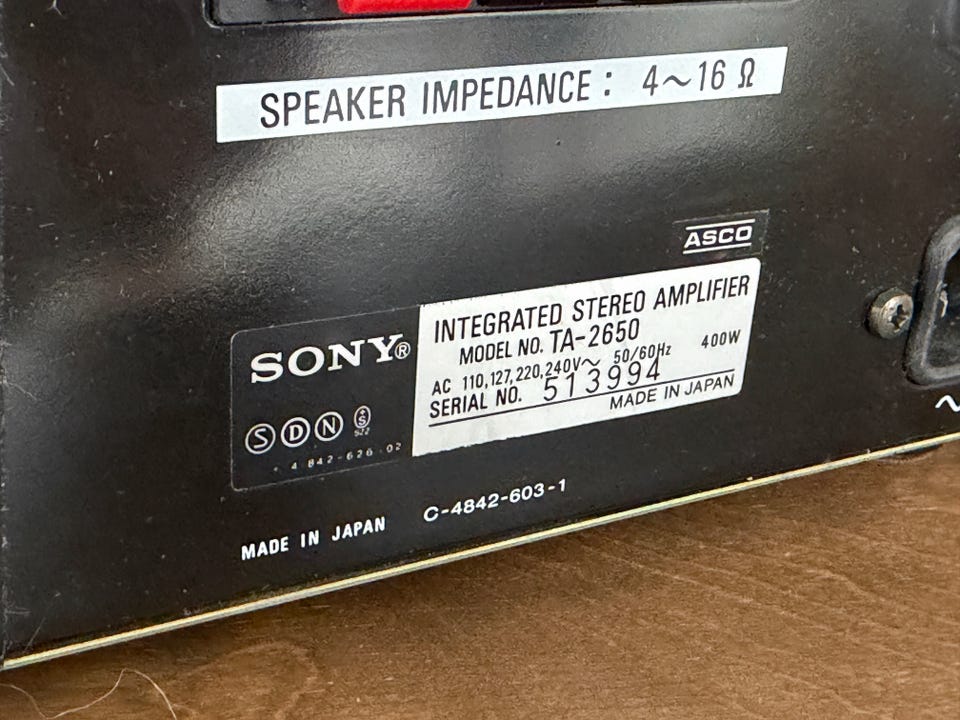 SPEAKER IMPEDANCE: 4～16 Ω
ASCO
SONY®
INTEGRATED STEREO AMPLIFIER
MODEL NO. TA-2650
AC 110,127,220,240V～ 50/60Hz 400W
SERIAL NO. 513994
MADE IN JAPAN
S D N S
4-842-626-02
MADE IN JAPAN C-4842-603-1
～